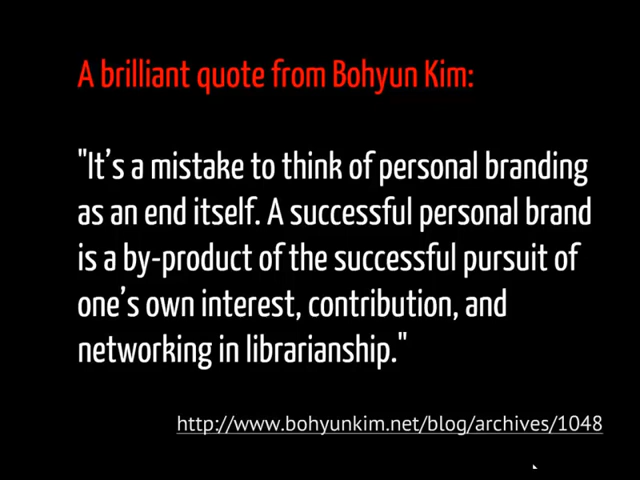 A brilliant quote from Bohyun Kim:
"It's a mistake to think of personal branding
as an end itself. A successful personal brand
is a by-product of the successful pursuit of
one's own interest, contribution, and
networking in librarianship."
http://www.bohyunkim.net/blog/archives/1048